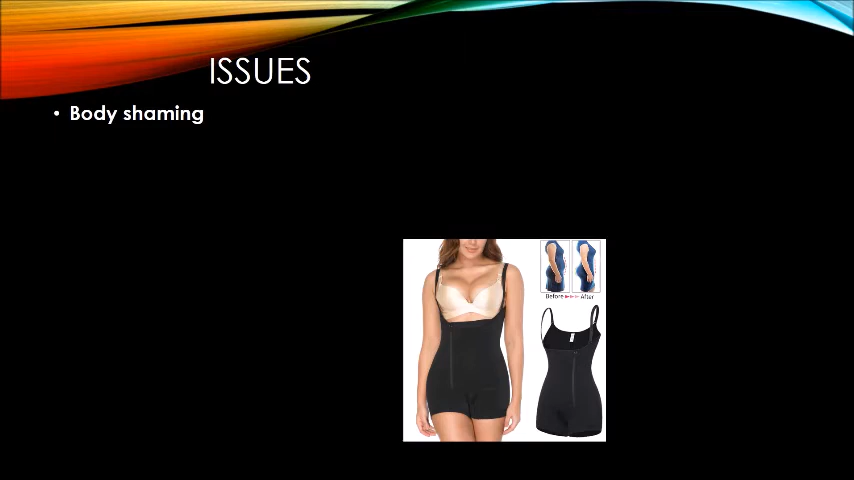 ISSUES
• Body shaming
Before After